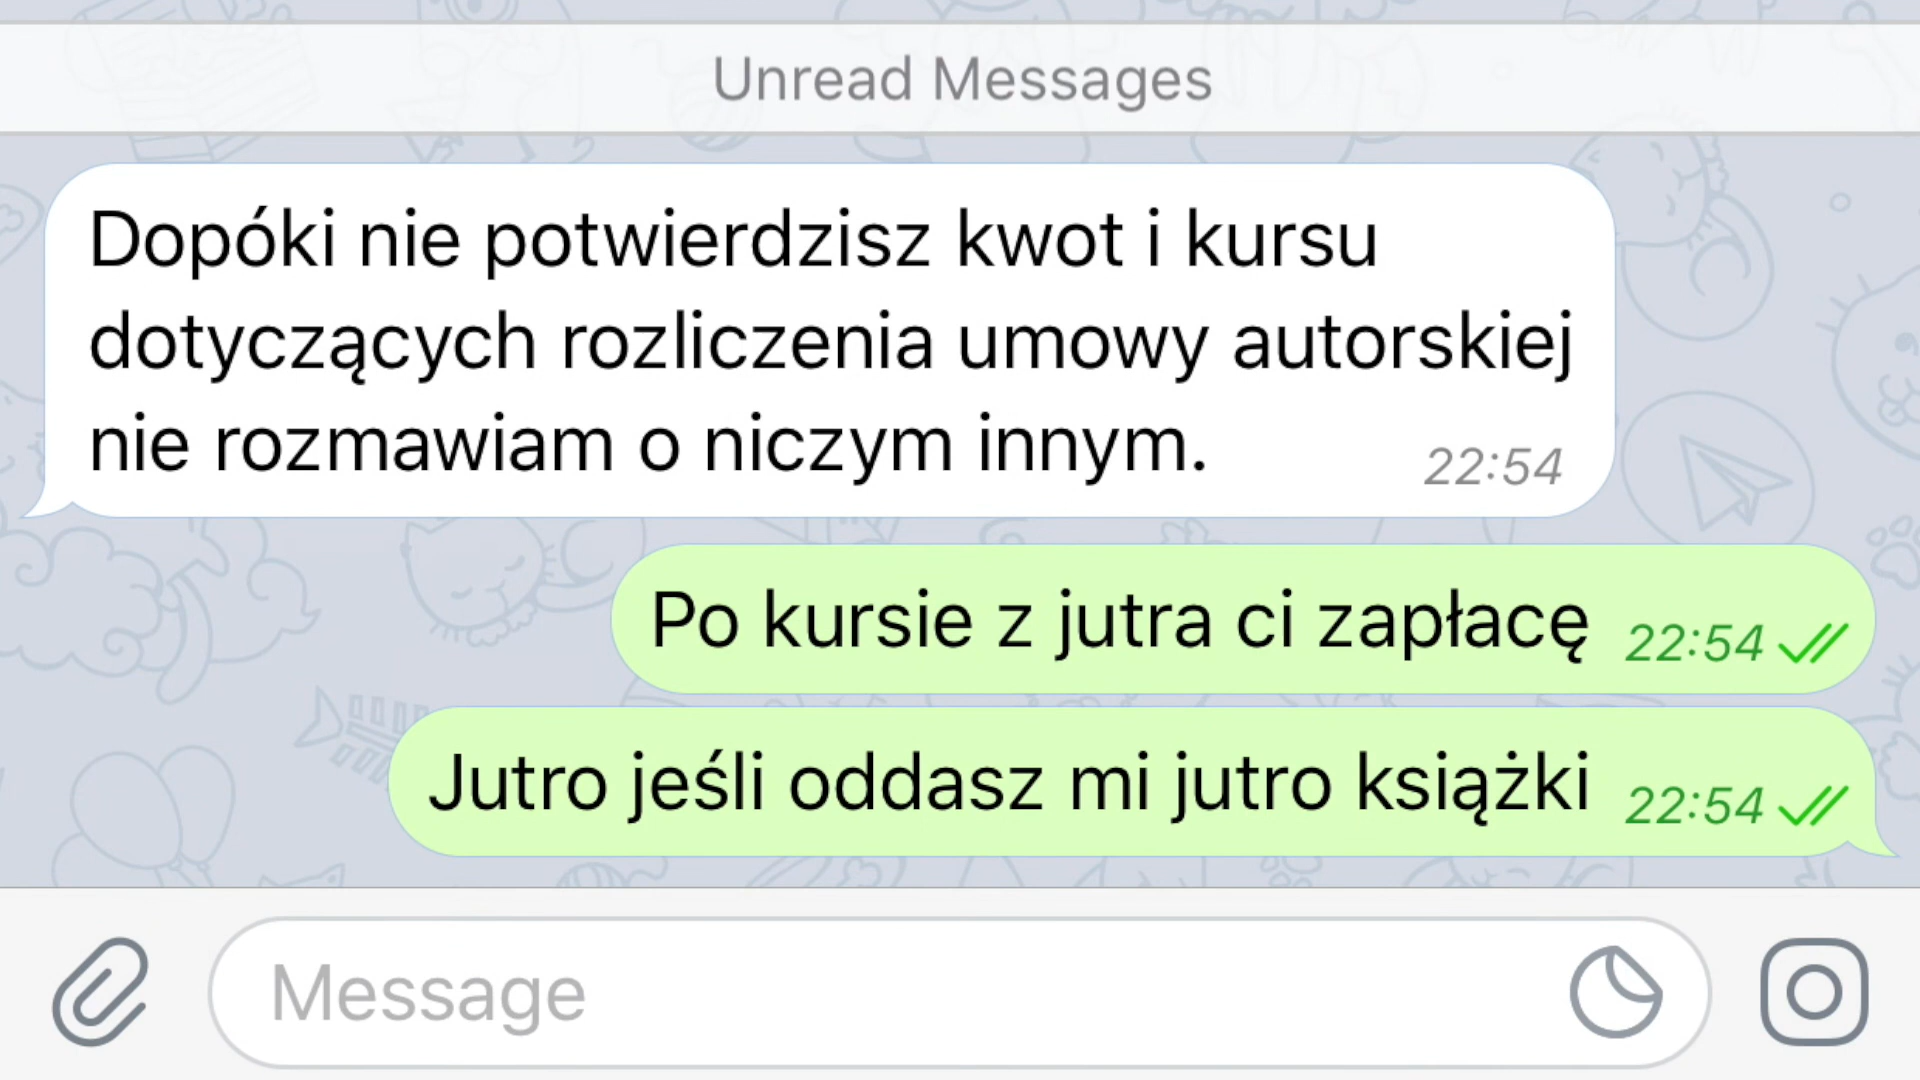 Unread Messages
Dopóki nie potwierdzisz kwot i kursu
dotyczących rozliczenia umowy autorskiej
nie rozmawiam o niczym innym.
22:54
Po kursie z jutra ci zapłacę 22:54
Jutro jeśli oddasz mi jutro książki 22:54
Message